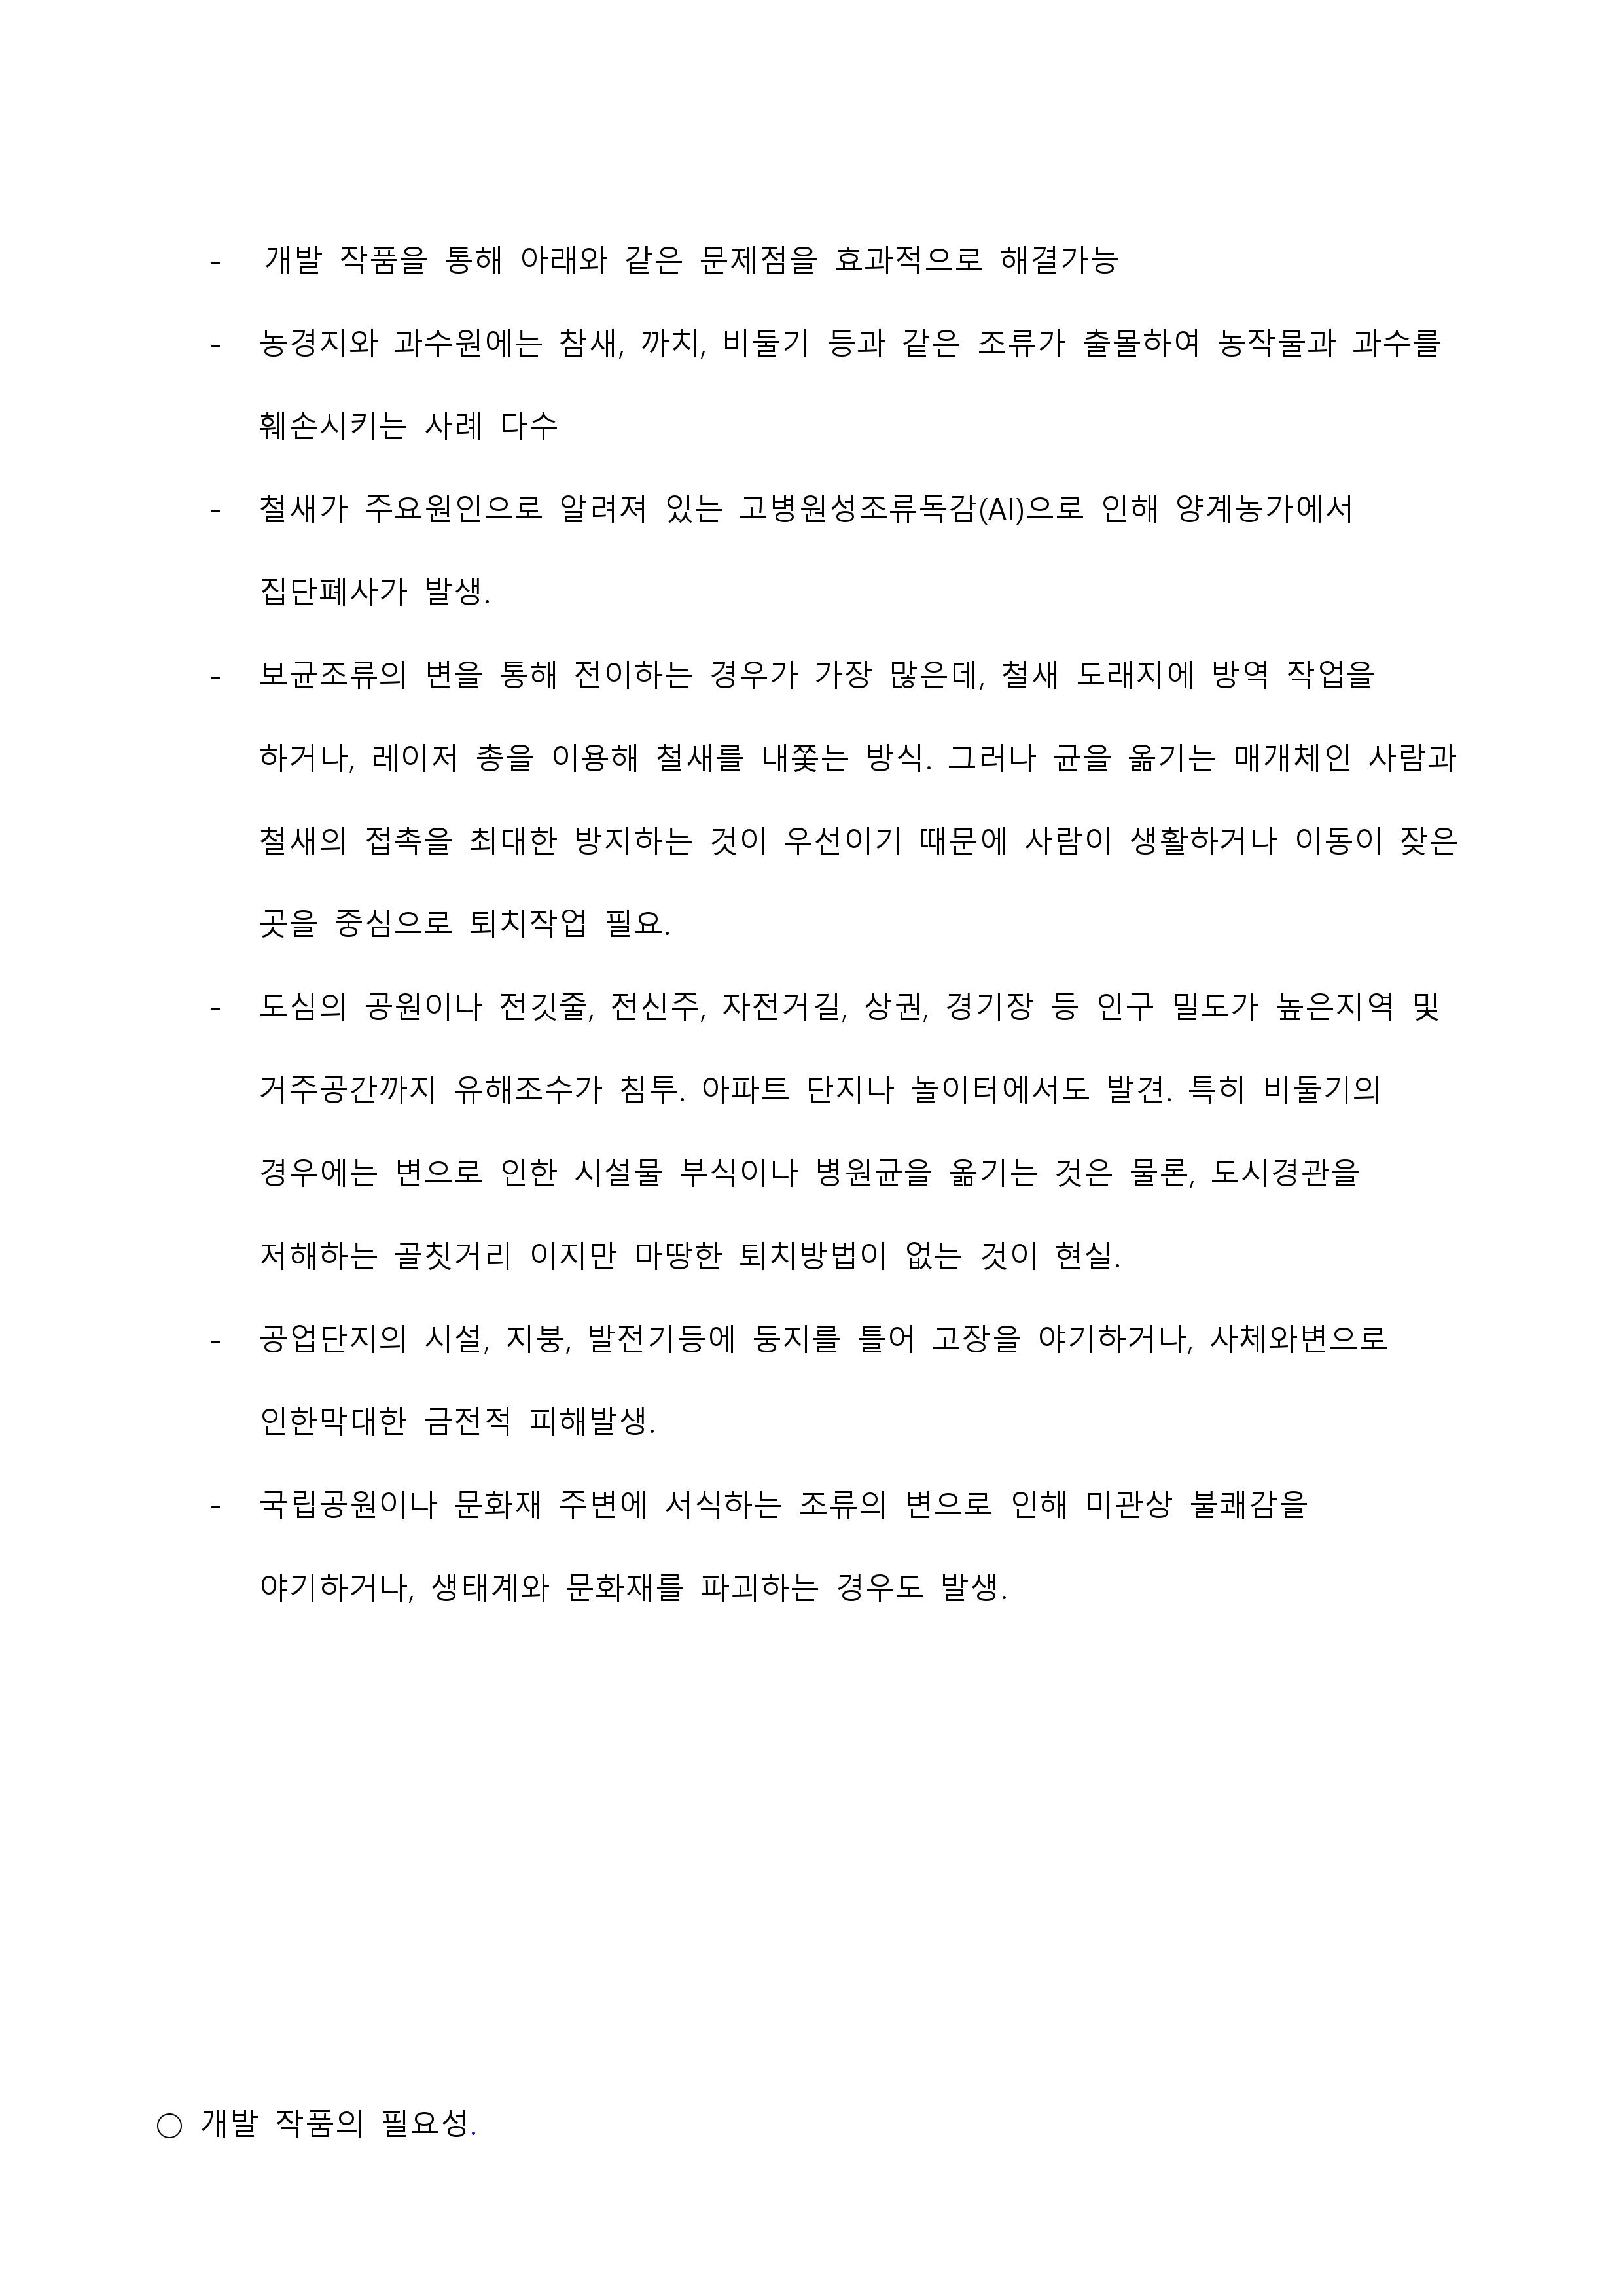 - 개발 작품을 통해 아래와 같은 문제점을 효과적으로 해결가능
- 농경지와 과수원에는 참새, 까치, 비둘기 등과 같은 조류가 출몰하여 농작물과 과수를
훼손시키는 사례 다수
- 철새가 주요원인으로 알려져 있는 고병원성조류독감(AI)으로 인해 양계농가에서
집단폐사가 발생.
- 보균조류의 변을 통해 전이하는 경우가 가장 많은데, 철새 도래지에 방역 작업을
하거나, 레이저 총을 이용해 철새를 내쫓는 방식. 그러나 균을 옮기는 매개체인 사람과
철새의 접촉을 최대한 방지하는 것이 우선이기 때문에 사람이 생활하거나 이동이 잦은
곳을 중심으로 퇴치작업 필요.
- 도심의 공원이나 전깃줄, 전신주, 자전거길, 상권, 경기장 등 인구 밀도가 높은지역 및
거주공간까지 유해조수가 침투. 아파트 단지나 놀이터에서도 발견. 특히 비둘기의
경우에는 변으로 인한 시설물 부식이나 병원균을 옮기는 것은 물론, 도시경관을
저해하는 골칫거리 이지만 마땅한 퇴치방법이 없는 것이 현실.
- 공업단지의 시설, 지붕, 발전기등에 둥지를 틀어 고장을 야기하거나, 사체와변으로
인한막대한 금전적 피해발생.
- 국립공원이나 문화재 주변에 서식하는 조류의 변으로 인해 미관상 불쾌감을
야기하거나, 생태계와 문화재를 파괴하는 경우도 발생.
○ 개발 작품의 필요성.